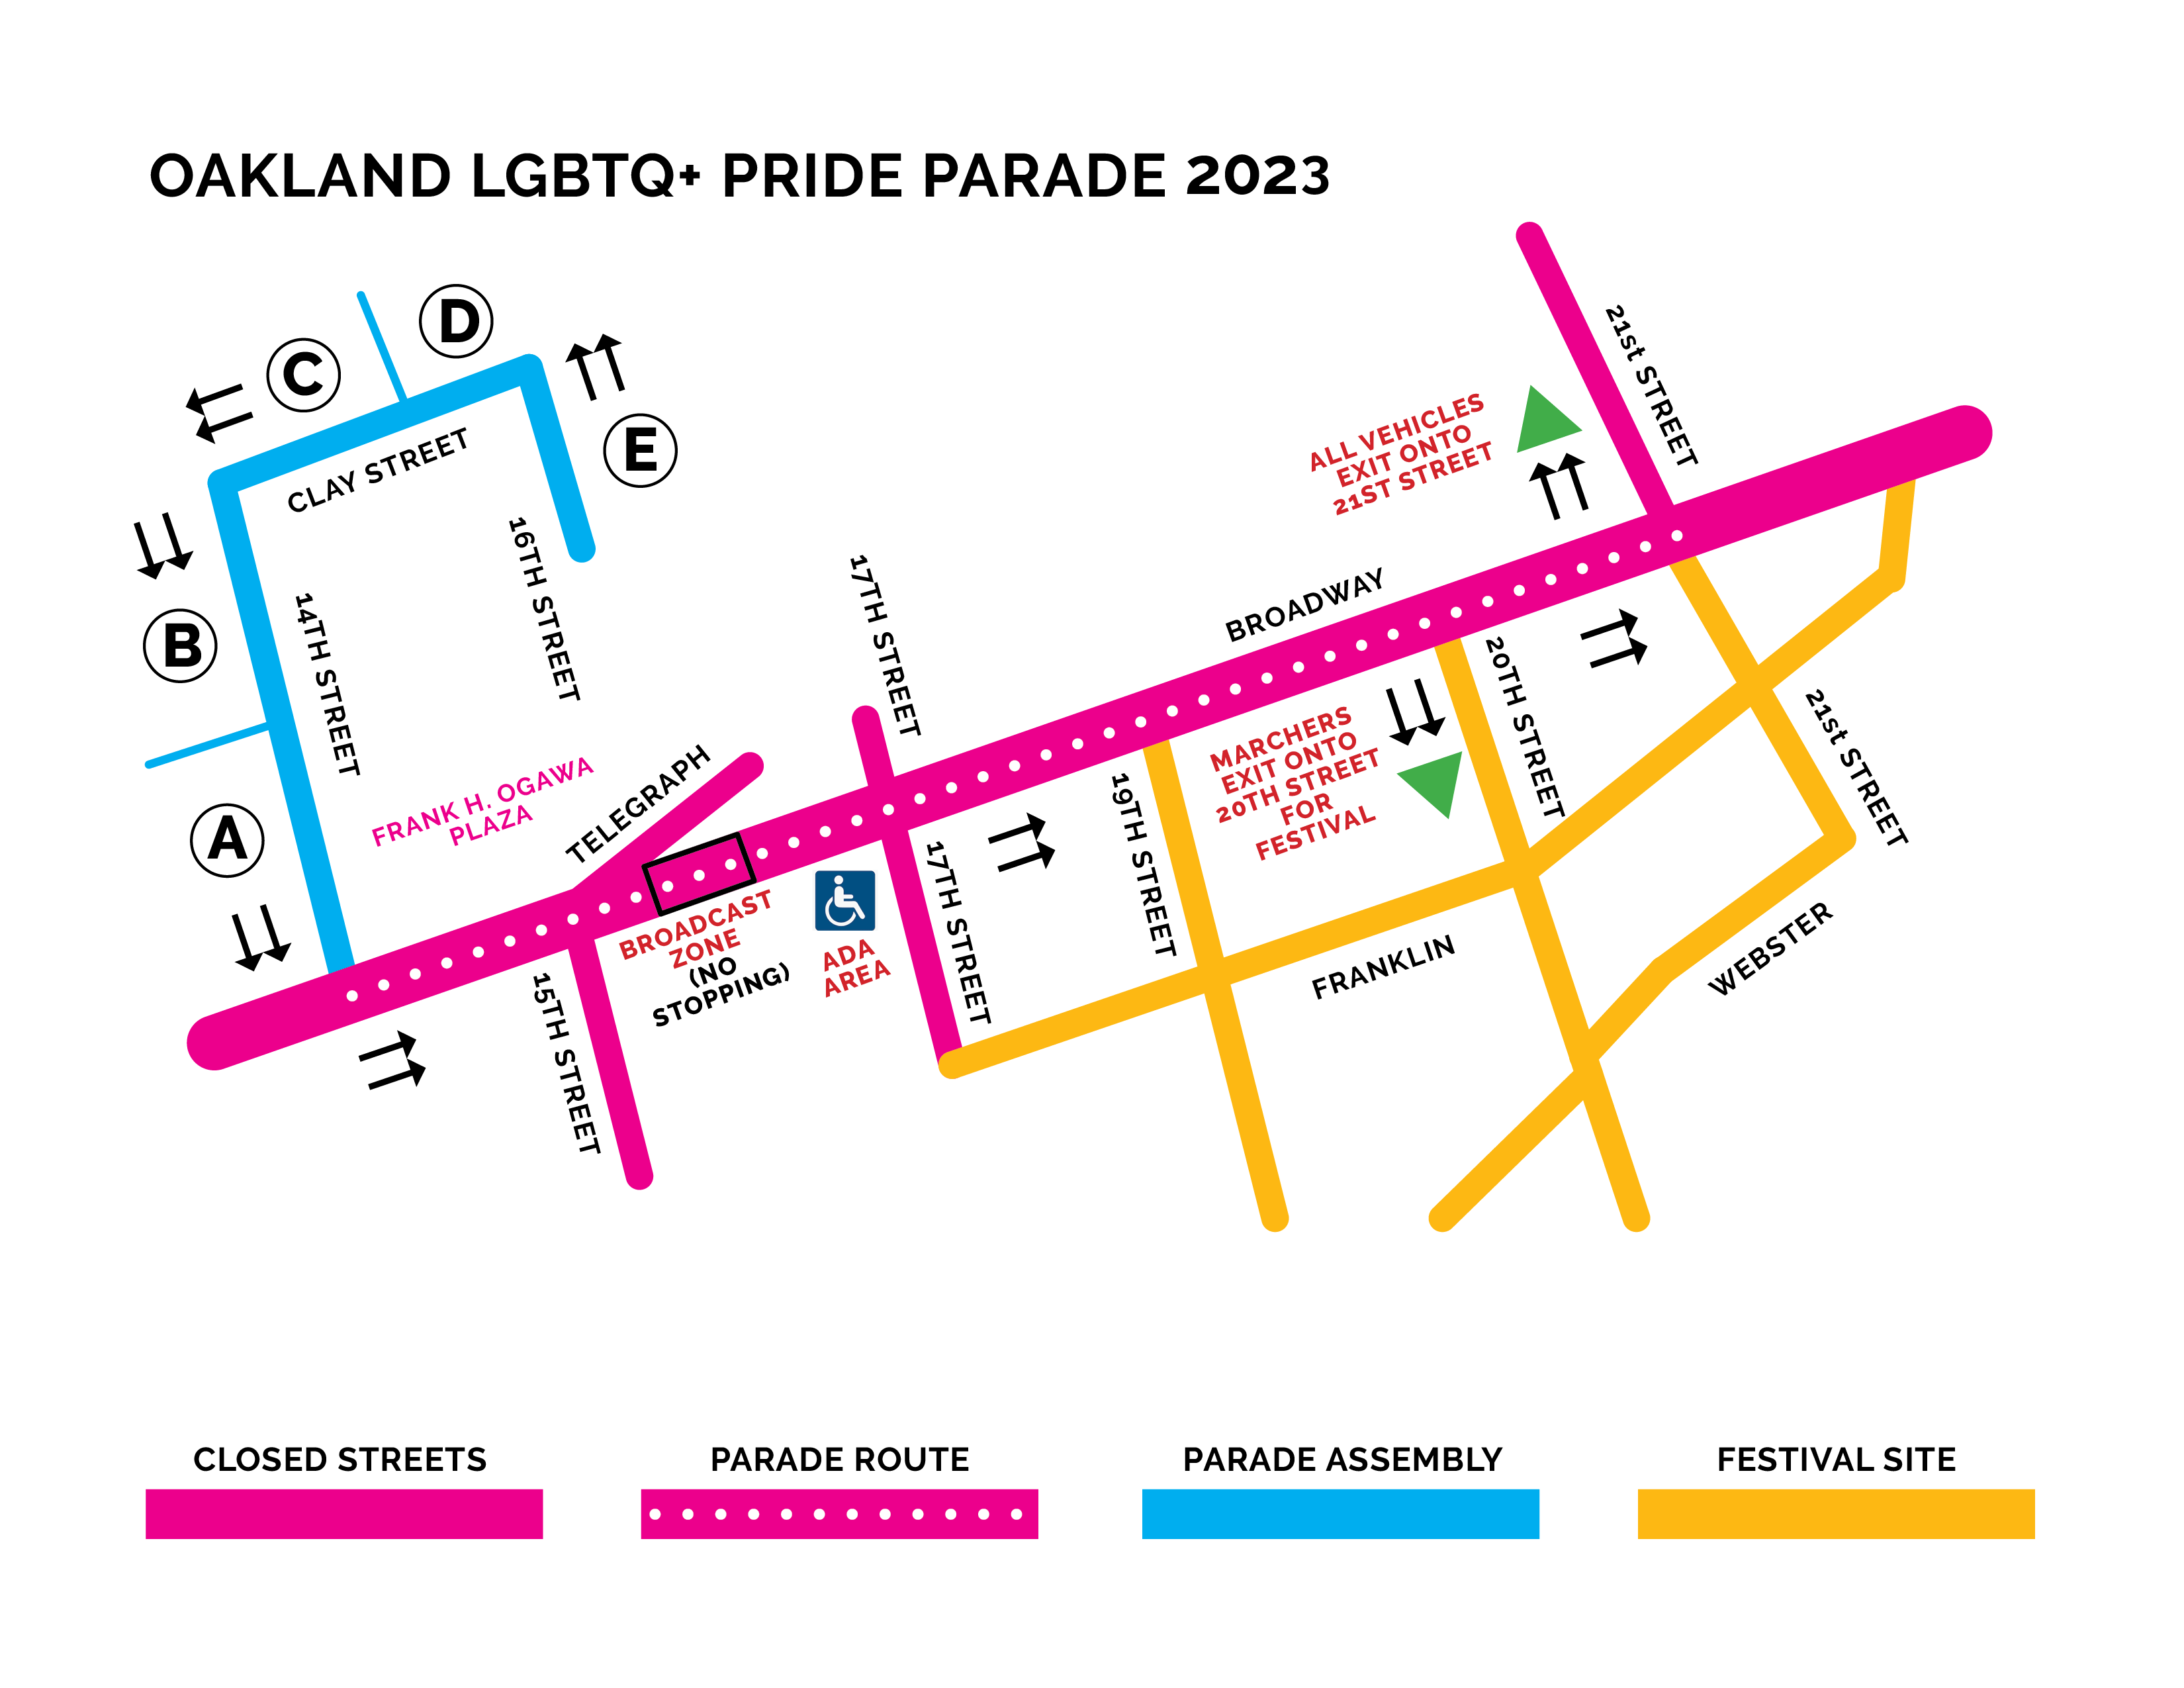 OAKLAND LGBTQ+ PRIDE PARADE 2023
D
C
E
CLAY STREET
16TH STREET
B
14TH STREET
A
FRANK H. OGAWA
PLAZA
TELEGRAPH
17TH STREET
BROADWAY
ALL VEHICLES
EXIT ONTO
21ST STREET
21st STREET
BROADCAST
ZONE
(NO
STOPPING)
ADA
AREA
15TH STREET
17TH STREET
19TH STREET
MARCHERS
EXIT ONTO
20TH STREET
FOR
FESTIVAL
20TH STREET
21st STREET
FRANKLIN
WEBSTER
CLOSED STREETS
PARADE ROUTE
PARADE ASSEMBLY
FESTIVAL SITE